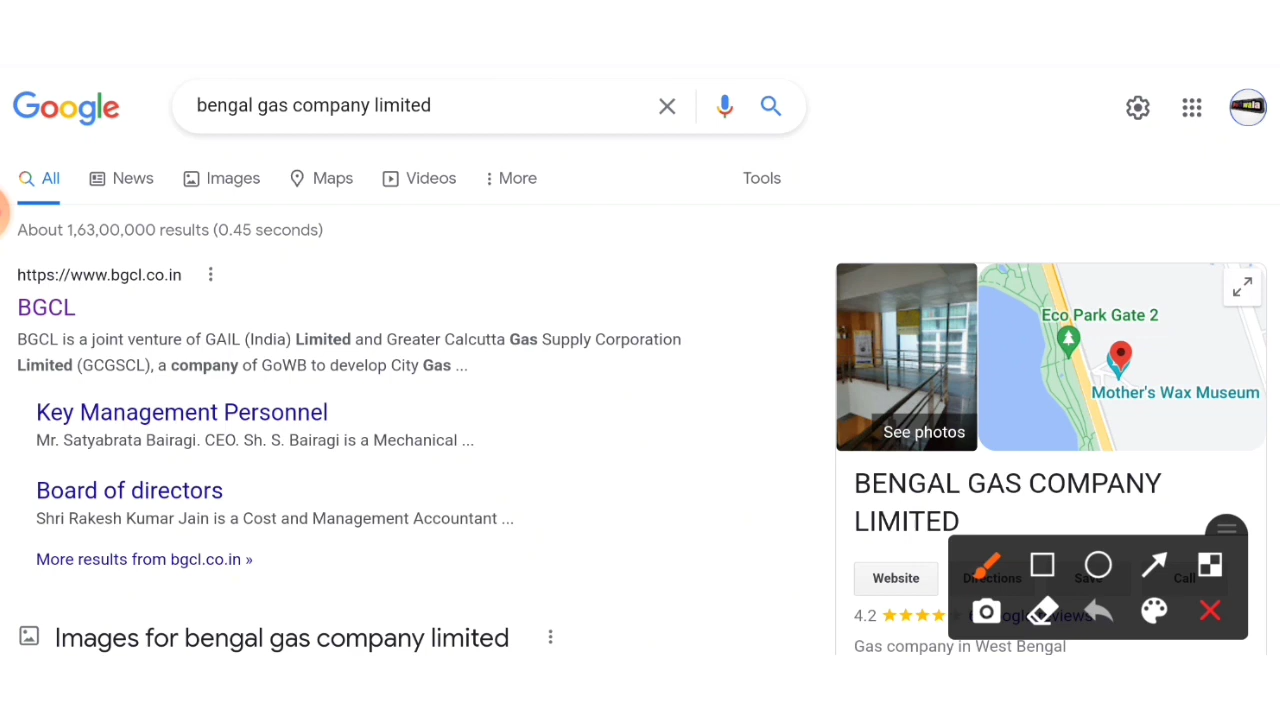 Google
bengal gas company limited
All
News
Images
Maps
Videos
More
Tools
About 1,63,00,000 results (0.45 seconds)
https://www.bgcl.co.in
BGCL
BGCL is a joint venture of GAIL (India) Limited and Greater Calcutta Gas Supply Corporation
Limited (GCGSCL), a company of GoWB to develop City Gas ...
Key Management Personnel
Mr. Satyabrata Bairagi. CEO. Sh. S. Bairagi is a Mechanical ...
Board of directors
Shri Rakesh Kumar Jain is a Cost and Management Accountant ...
More results from bgcl.co.in »
Images for bengal gas company limited
See photos
Eco Park Gate 2
Mother's Wax Museum
BENGAL GAS COMPANY
LIMITED
Website
Directions
Save
Call
4.2
Gas company in West Bengal